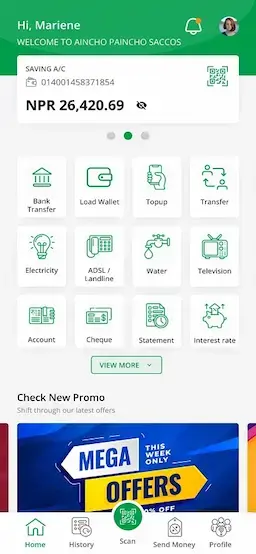 Hi, Mariene
WELCOME TO AINCHO PAINCHO SACCOS
SAVING A/C
014001458371854
NPR 26,420.69
Bank
Transfer
Load Wallet
Topup
Transfer
Electricity
ADSL /
Landline
Water
Television
Account
Cheque
Statement
Interest rate
VIEW MORE
Check New Promo
Shift through our latest offers
MEGA
THIS
WEEK
ONLY
OFFERS
% OFF
Home
History
Scan
Send Money
Profile